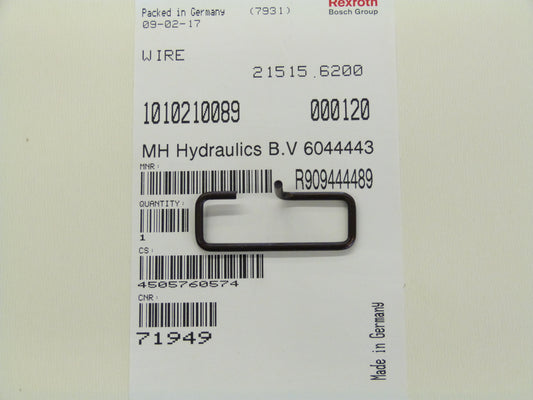 Rexroth
Bosch Group
Packed in Germany (7931)
09-02-17
WIRE
21515.6200
1010210089 000120
MH Hydraulics B.V 6044443
MNR:
R909444489
QUANTITY:
1
CS:
4505760574
CNR:
71949
Made in Germany